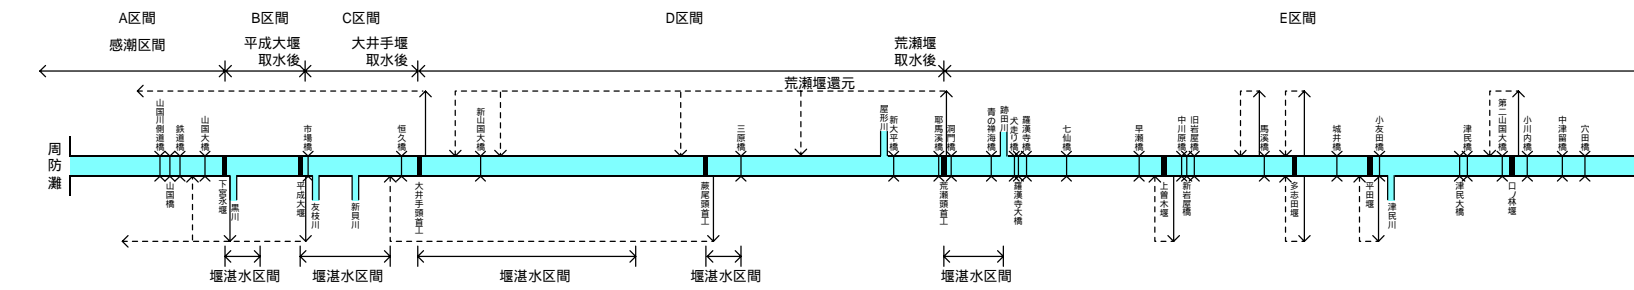 A区間
B区間
C区間
D区間
E区間
感潮区間
平成大堰
取水後
大井手堰
取水後
荒瀬堰
取水後
荒瀬堰還元
山国川側道橋
鉄道橋
山国大橋
市場橋
恒久橋
新山国大橋
三原橋
屋形川
新大平橋
耶馬溪橋
洞門橋
青の禅海橋
跡田川
犬走り橋
羅漢寺橋
七仙橋
早瀬橋
中川原橋
旧岩屋橋
馬溪橋
城井橋
小友田橋
津民橋
第二山国大橋
小川内橋
中津留橋
穴田橋
周防灘
山国橋
下宮永堰
黒川
平成大堰
友枝川
新貝川
大井手頭首工
蕨尾頭首工
荒瀬頭首工
羅漢寺大橋
上曽木堰
新岩屋橋
多志田堰
平田堰
津民川
津民大橋
口ノ林堰
堰湛水区間
堰湛水区間
堰湛水区間
堰湛水区間
堰湛水区間